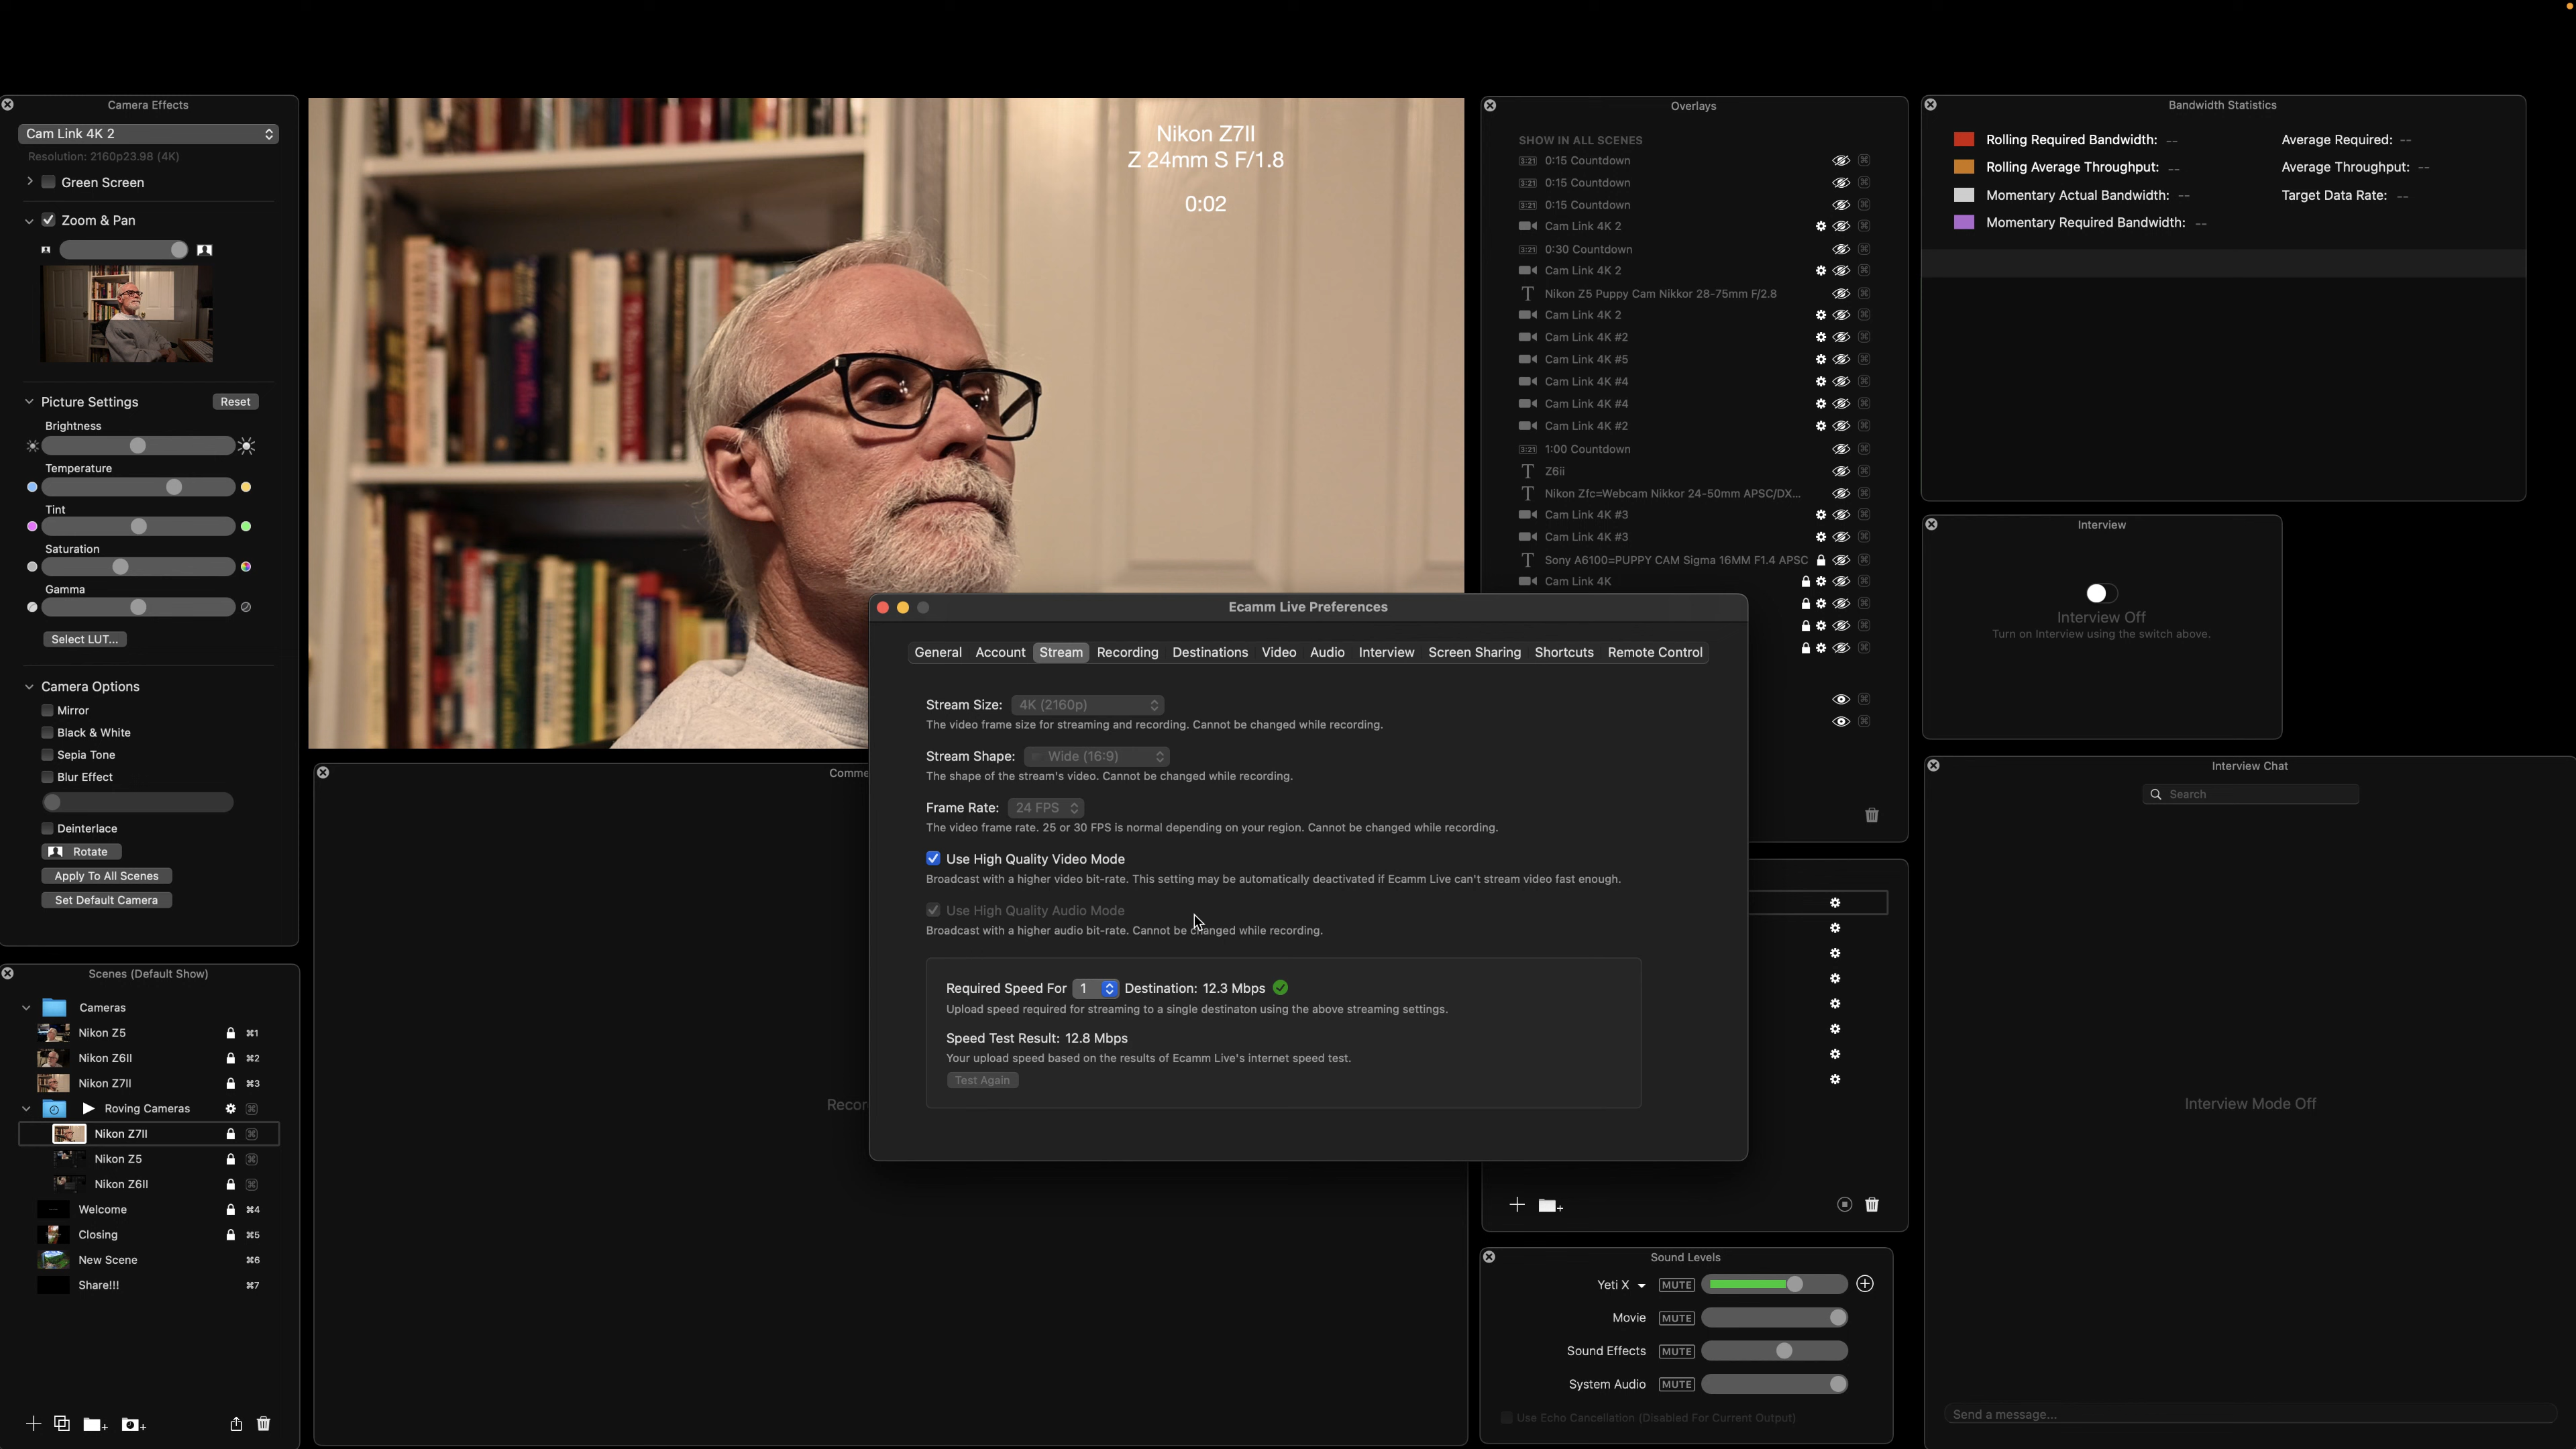 Camera Effects
Cam Link 4K 2
Resolution: 2160p23.98 (4K)
Green Screen
Zoom & Pan
Picture Settings
Reset
Brightness
Temperature
Tint
Saturation
Gamma
Select LUT...
Camera Options
Mirror
Black & White
Sepia Tone
Blur Effect
Deinterlace
Rotate
Apply To All Scenes
Set Default Camera
Scenes (Default Show)
Cameras
Nikon Z5 ⌘1
Nikon Z6II ⌘2
Nikon Z7II ⌘3
Roving Cameras ⌘
Nikon Z7II ⌘
Nikon Z5 ⌘
Nikon Z6II ⌘
Welcome ⌘4
Closing ⌘5
New Scene ⌘6
Share!!! ⌘7
Nikon Z7II
Z 24mm S F/1.8
0:02
Comme
Recor
Ecamm Live Preferences
General Account Stream Recording Destinations Video Audio Interview Screen Sharing Shortcuts Remote Control
Stream Size: 4K (2160p)
The video frame size for streaming and recording. Cannot be changed while recording.
Stream Shape: Wide (16:9)
The shape of the stream's video. Cannot be changed while recording.
Frame Rate: 24 FPS
The video frame rate. 25 or 30 FPS is normal depending on your region. Cannot be changed while recording.
Use High Quality Video Mode
Broadcast with a higher video bit-rate. This setting may be automatically deactivated if Ecamm Live can't stream video fast enough.
Use High Quality Audio Mode
Broadcast with a higher audio bit-rate. Cannot be changed while recording.
Required Speed For 1 Destination: 12.3 Mbps
Upload speed required for streaming to a single destinaton using the above streaming settings.
Speed Test Result: 12.8 Mbps
Your upload speed based on the results of Ecamm Live's internet speed test.
Test Again
Overlays
SHOW IN ALL SCENES
3:21 0:15 Countdown ⌘
3:21 0:15 Countdown ⌘
3:21 0:15 Countdown ⌘
Cam Link 4K 2 ⌘
3:21 0:30 Countdown ⌘
Cam Link 4K 2 ⌘
T Nikon Z5 Puppy Cam Nikkor 28-75mm F/2.8 ⌘
Cam Link 4K 2 ⌘
Cam Link 4K #2 ⌘
Cam Link 4K #5 ⌘
Cam Link 4K #4 ⌘
Cam Link 4K #4 ⌘
Cam Link 4K #2 ⌘
3:21 1:00 Countdown ⌘
T Z6ii ⌘
T Nikon Zfc=Webcam Nikkor 24-50mm APSC/DX... ⌘
Cam Link 4K #3 ⌘
Cam Link 4K #3 ⌘
T Sony A6100=PUPPY CAM Sigma 16MM F1.4 APSC ⌘
Cam Link 4K ⌘
⌘
⌘
⌘
⌘
⌘
Sound Levels
Yeti X MUTE
Movie MUTE
Sound Effects MUTE
System Audio MUTE
Use Echo Cancellation (Disabled For Current Output)
Bandwidth Statistics
Rolling Required Bandwidth: -- Average Required: --
Rolling Average Throughput: -- Average Throughput: --
Momentary Actual Bandwidth: -- Target Data Rate: --
Momentary Required Bandwidth: --
Interview
Interview Off
Turn on Interview using the switch above.
Interview Chat
Search
Interview Mode Off
Send a message...